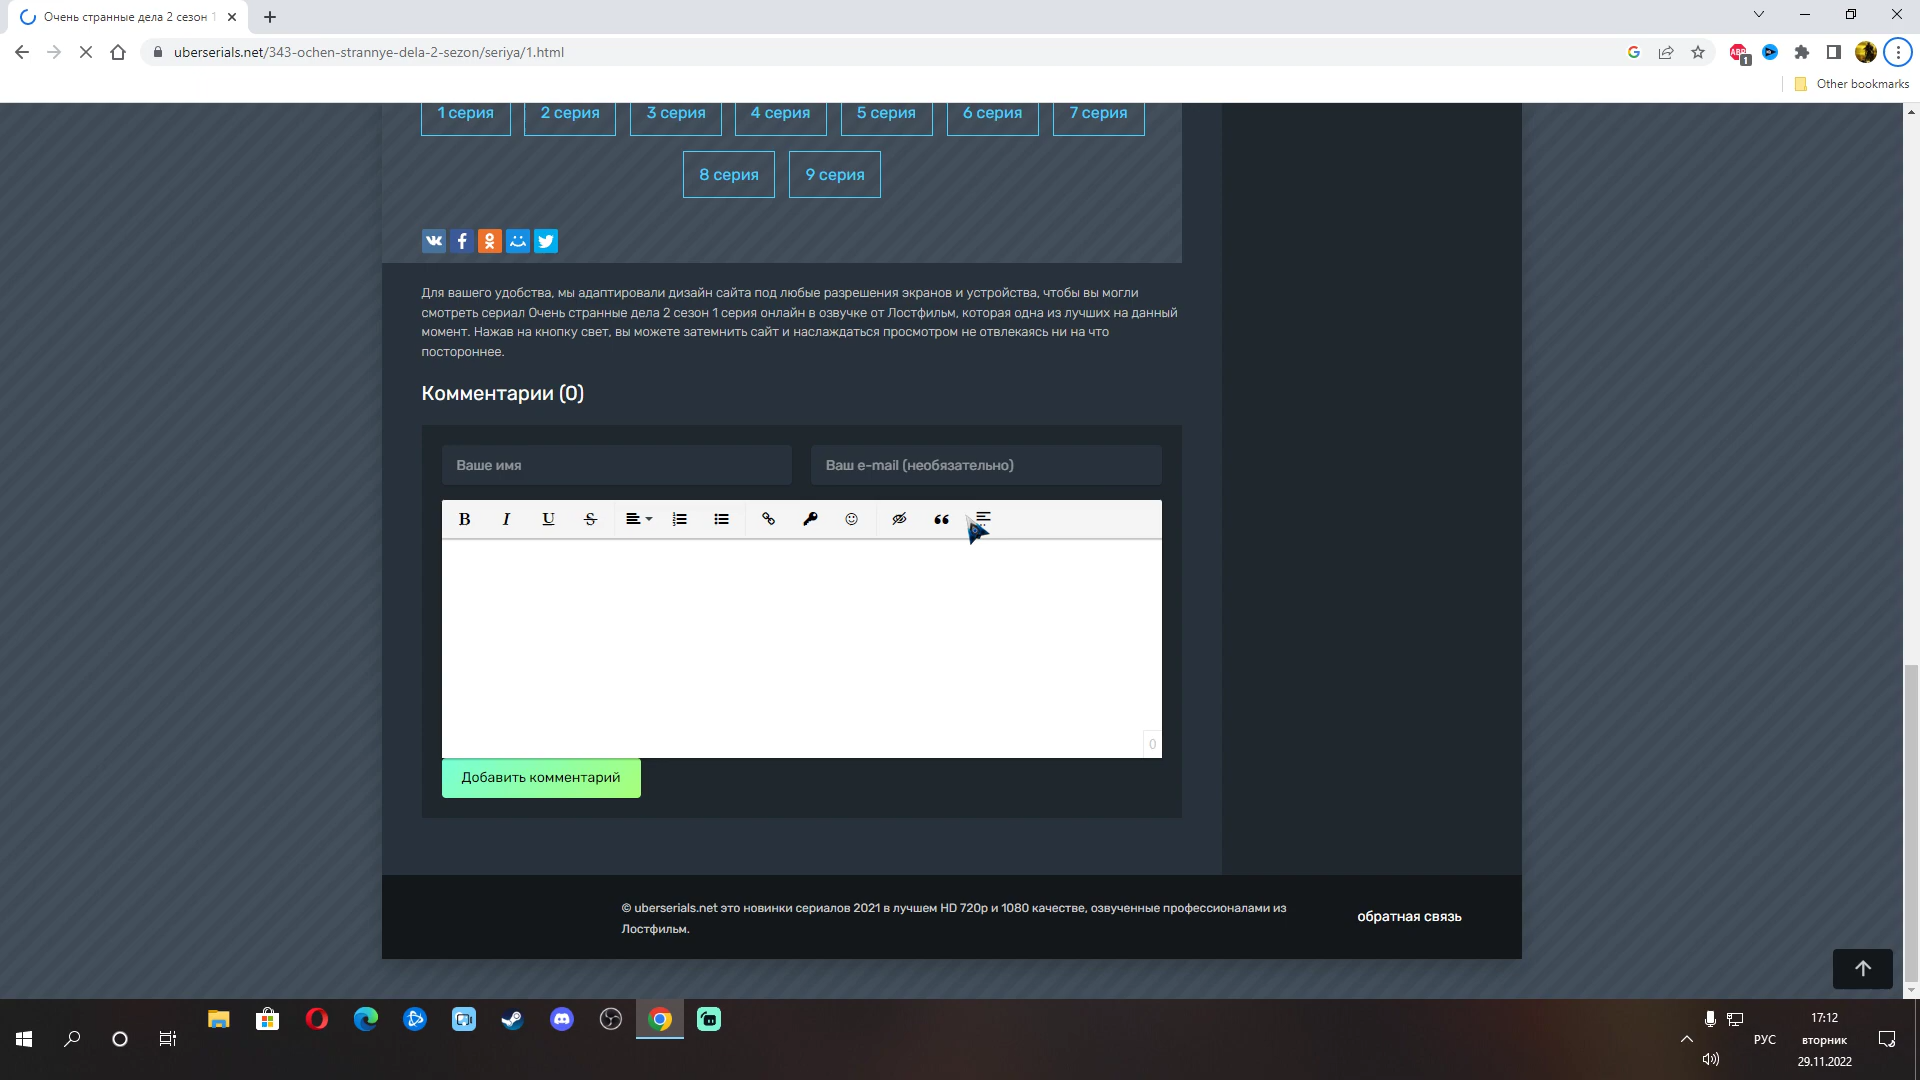 Очень странные дела 2 сезон 1
uberserials.net/343-ochen-strannye-dela-2-sezon/seriya/1.html
ABP
1
Other bookmarks
1 серия 2 серия 3 серия 4 серия 5 серия 6 серия 7 серия
8 серия 9 серия
Для вашего удобства, мы адаптировали дизайн сайта под любые разрешения экранов и устройства, чтобы вы могли
смотреть сериал Очень странные дела 2 сезон 1 серия онлайн в озвучке от Лостфильм, которая одна из лучших на данный
момент. Нажав на кнопку свет, вы можете затемнить сайт и наслаждаться просмотром не отвлекаясь ни на что
постороннее.
Комментарии (0)
Ваше имя Ваш e-mail (необязательно)
B I U S
0
Добавить комментарий
© uberserials.net это новинки сериалов 2021 в лучшем HD 720p и 1080 качестве, озвученные профессионалами из
Лостфильм.
обратная связь
17:12
РУС вторник
29.11.2022